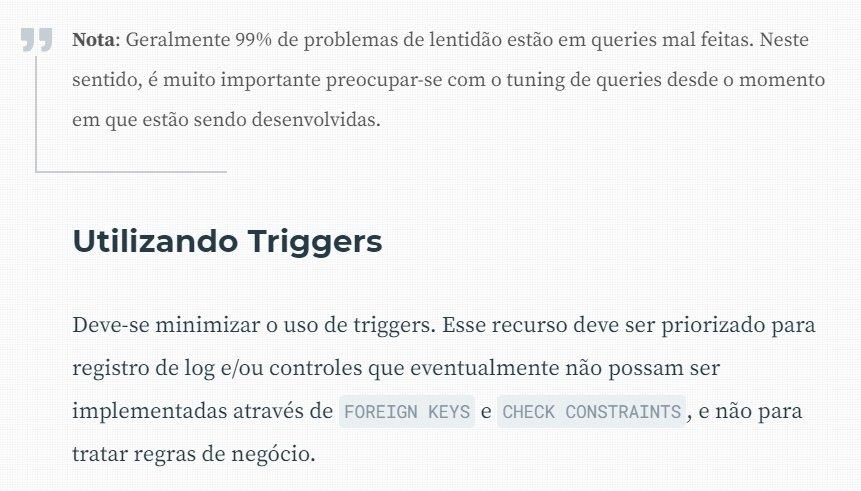 Nota: Geralmente 99% de problemas de lentidão estão em queries mal feitas. Neste
sentido, é muito importante preocupar-se com o tuning de queries desde o momento
em que estão sendo desenvolvidas.
Utilizando Triggers
Deve-se minimizar o uso de triggers. Esse recurso deve ser priorizado para
registro de log e/ou controles que eventualmente não possam ser
implementadas através de FOREIGN KEYS e CHECK CONSTRAINTS, e não para
tratar regras de negócio.